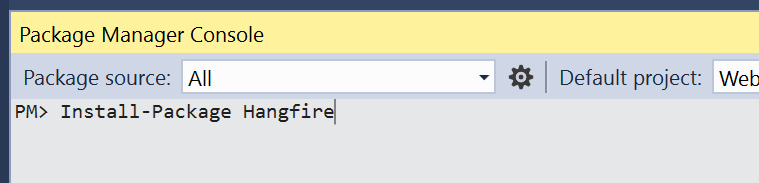 Package Manager Console
Package source: All Default project: Web
PM> Install-Package Hangfire